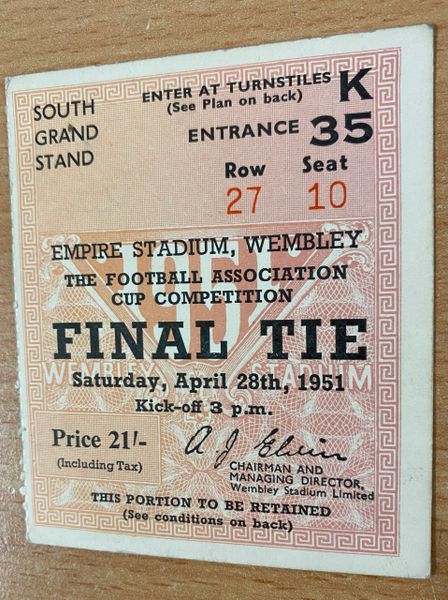 SOUTH
GRAND
STAND
ENTER AT TURNSTILES K
(See Plan on back)
ENTRANCE 35
Row Seat
27 10
EMPIRE STADIUM, WEMBLEY
THE FOOTBALL ASSOCIATION
CUP COMPETITION
FINAL TIE
WEMBLEY STADIUM
Saturday, April 28th, 1951
Kick-off 3 p.m.
Price 21/-
(Including Tax)
A J Elvin
CHAIRMAN AND
MANAGING DIRECTOR,
Wembley Stadium Limited
THIS PORTION TO BE RETAINED
(See conditions on back)